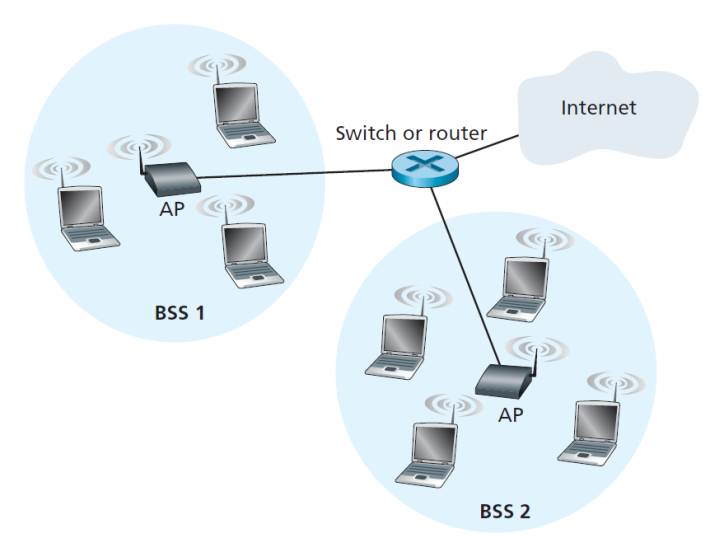 Internet
Switch or router
AP
BSS 1
AP
BSS 2